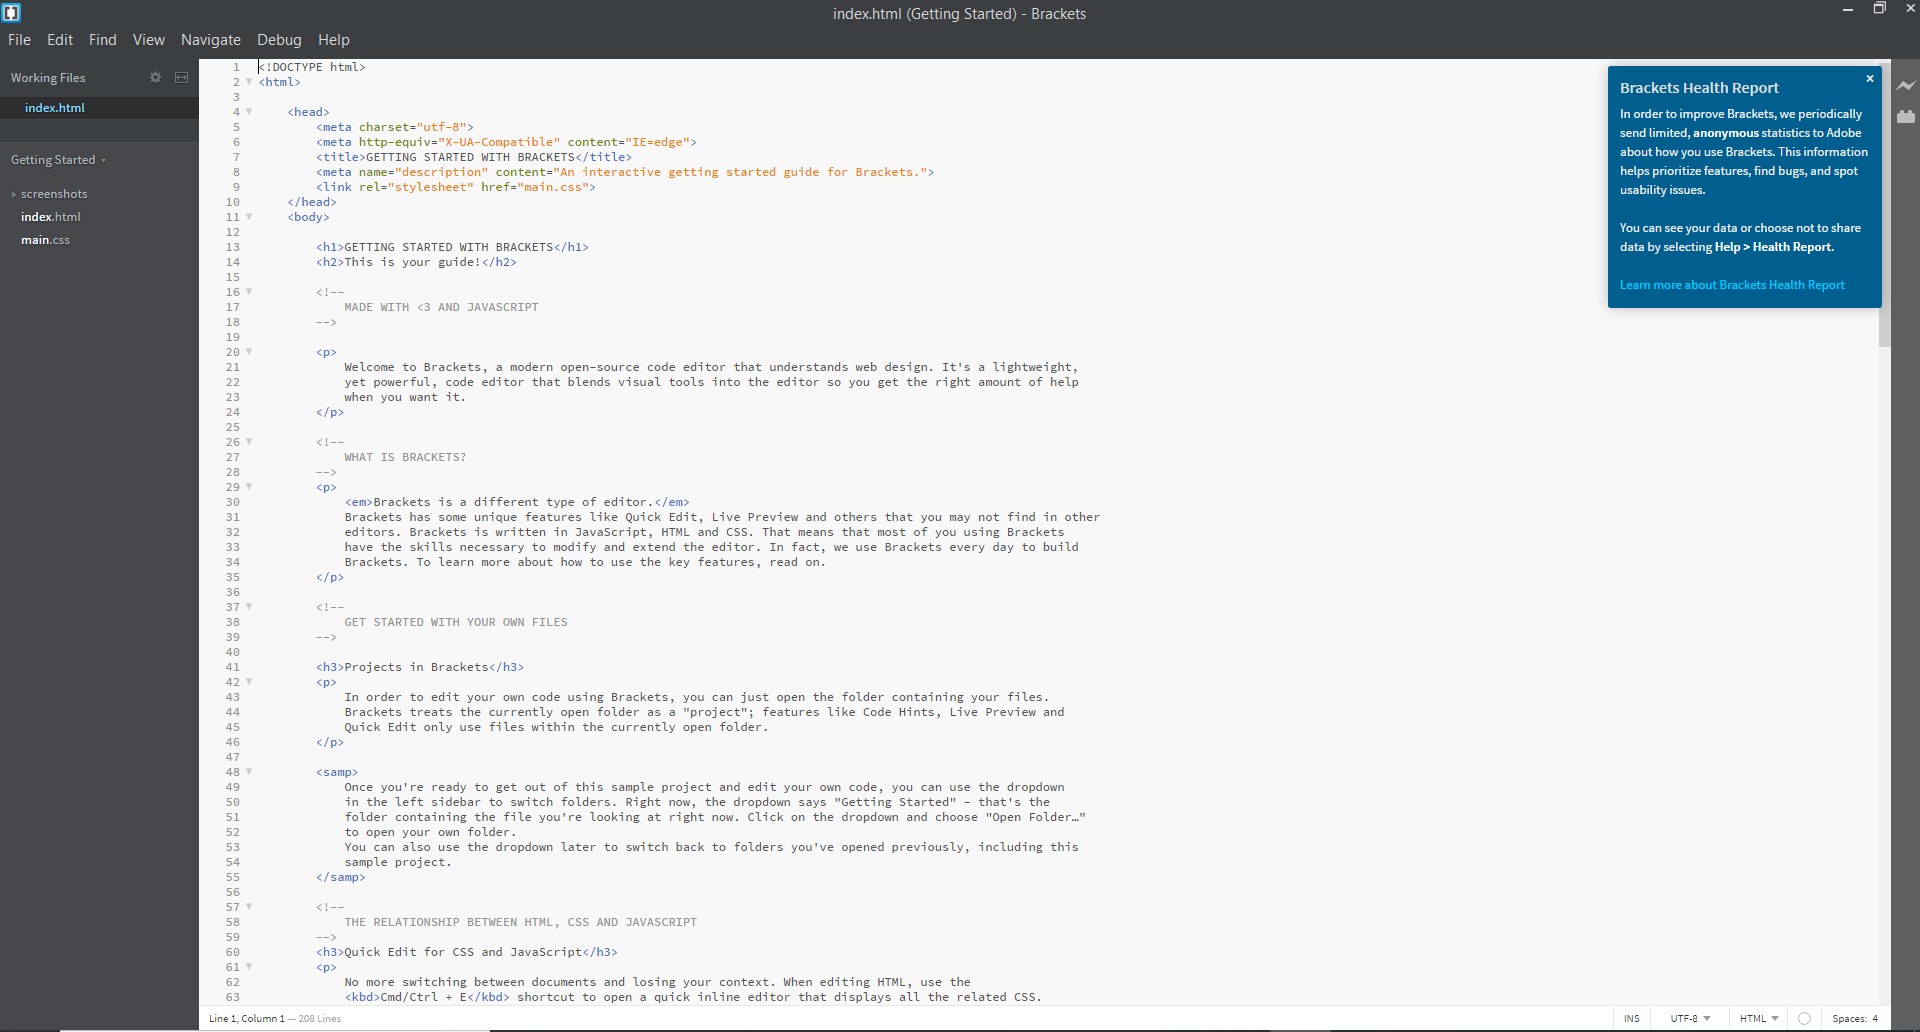 index.html (Getting Started) - Brackets
File Edit Find View Navigate Debug Help
Working Files
index.html
Getting Started
screenshots
index.html
main.css
1 <!DOCTYPE html>
2 <html>
3
4 <head>
5 <meta charset="utf-8">
6 <meta http-equiv="X-UA-Compatible" content="IE=edge">
7 <title>GETTING STARTED WITH BRACKETS</title>
8 <meta name="description" content="An interactive getting started guide for Brackets.">
9 <link rel="stylesheet" href="main.css">
10 </head>
11 <body>
12
13 <h1>GETTING STARTED WITH BRACKETS</h1>
14 <h2>This is your guide!</h2>
15
16 <!--
17 MADE WITH <3 AND JAVASCRIPT
18 -->
19
20 <p>
21 Welcome to Brackets, a modern open-source code editor that understands web design. It's a lightweight,
22 yet powerful, code editor that blends visual tools into the editor so you get the right amount of help
23 when you want it.
24 </p>
25
26 <!--
27 WHAT IS BRACKETS?
28 -->
29 <p>
30 <em>Brackets is a different type of editor.</em>
31 Brackets has some unique features like Quick Edit, Live Preview and others that you may not find in other
32 editors. Brackets is written in JavaScript, HTML and CSS. That means that most of you using Brackets
33 have the skills necessary to modify and extend the editor. In fact, we use Brackets every day to build
34 Brackets. To learn more about how to use the key features, read on.
35 </p>
36
37 <!--
38 GET STARTED WITH YOUR OWN FILES
39 -->
40
41 <h3>Projects in Brackets</h3>
42 <p>
43 In order to edit your own code using Brackets, you can just open the folder containing your files.
44 Brackets treats the currently open folder as a "project"; features like Code Hints, Live Preview and
45 Quick Edit only use files within the currently open folder.
46 </p>
47
48 <samp>
49 Once you're ready to get out of this sample project and edit your own code, you can use the dropdown
50 in the left sidebar to switch folders. Right now, the dropdown says "Getting Started" - that's the
51 folder containing the file you're looking at right now. Click on the dropdown and choose "Open Folder…"
52 to open your own folder.
53 You can also use the dropdown later to switch back to folders you've opened previously, including this
54 sample project.
55 </samp>
56
57 <!--
58 THE RELATIONSHIP BETWEEN HTML, CSS AND JAVASCRIPT
59 -->
60 <h3>Quick Edit for CSS and JavaScript</h3>
61 <p>
62 No more switching between documents and losing your context. When editing HTML, use the
63 <kbd>Cmd/Ctrl + E</kbd> shortcut to open a quick inline editor that displays all the related CSS.
Brackets Health Report
In order to improve Brackets, we periodically
send limited, anonymous statistics to Adobe
about how you use Brackets. This information
helps prioritize features, find bugs, and spot
usability issues.
You can see your data or choose not to share
data by selecting Help > Health Report.
Learn more about Brackets Health Report
Line 1, Column 1 — 208 Lines
INS UTF-8 HTML Spaces: 4